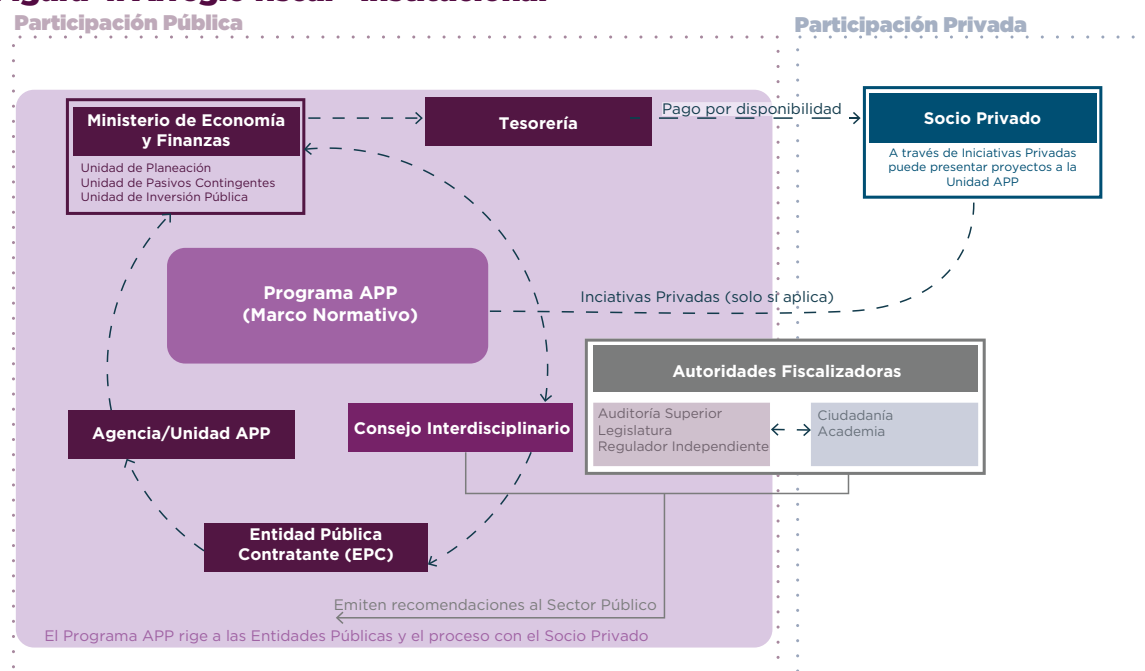 Participación Pública
Participación Privada
Ministerio de Economía
y Finanzas
Unidad de Planeación
Unidad de Pasivos Contingentes
Unidad de Inversión Pública
Tesorería
Pago por disponibilidad
Socio Privado
A través de Iniciativas Privadas
puede presentar proyectos a la
Unidad APP
Programa APP
(Marco Normativo)
Inciativas Privadas (solo si aplica)
Autoridades Fiscalizadoras
Auditoría Superior
Legislatura
Regulador Independiente
Ciudadanía
Academia
Agencia/Unidad APP
Consejo Interdisciplinario
Entidad Pública
Contratante (EPC)
Emiten recomendaciones al Sector Público
El Programa APP rige a las Entidades Públicas y el proceso con el Socio Privado